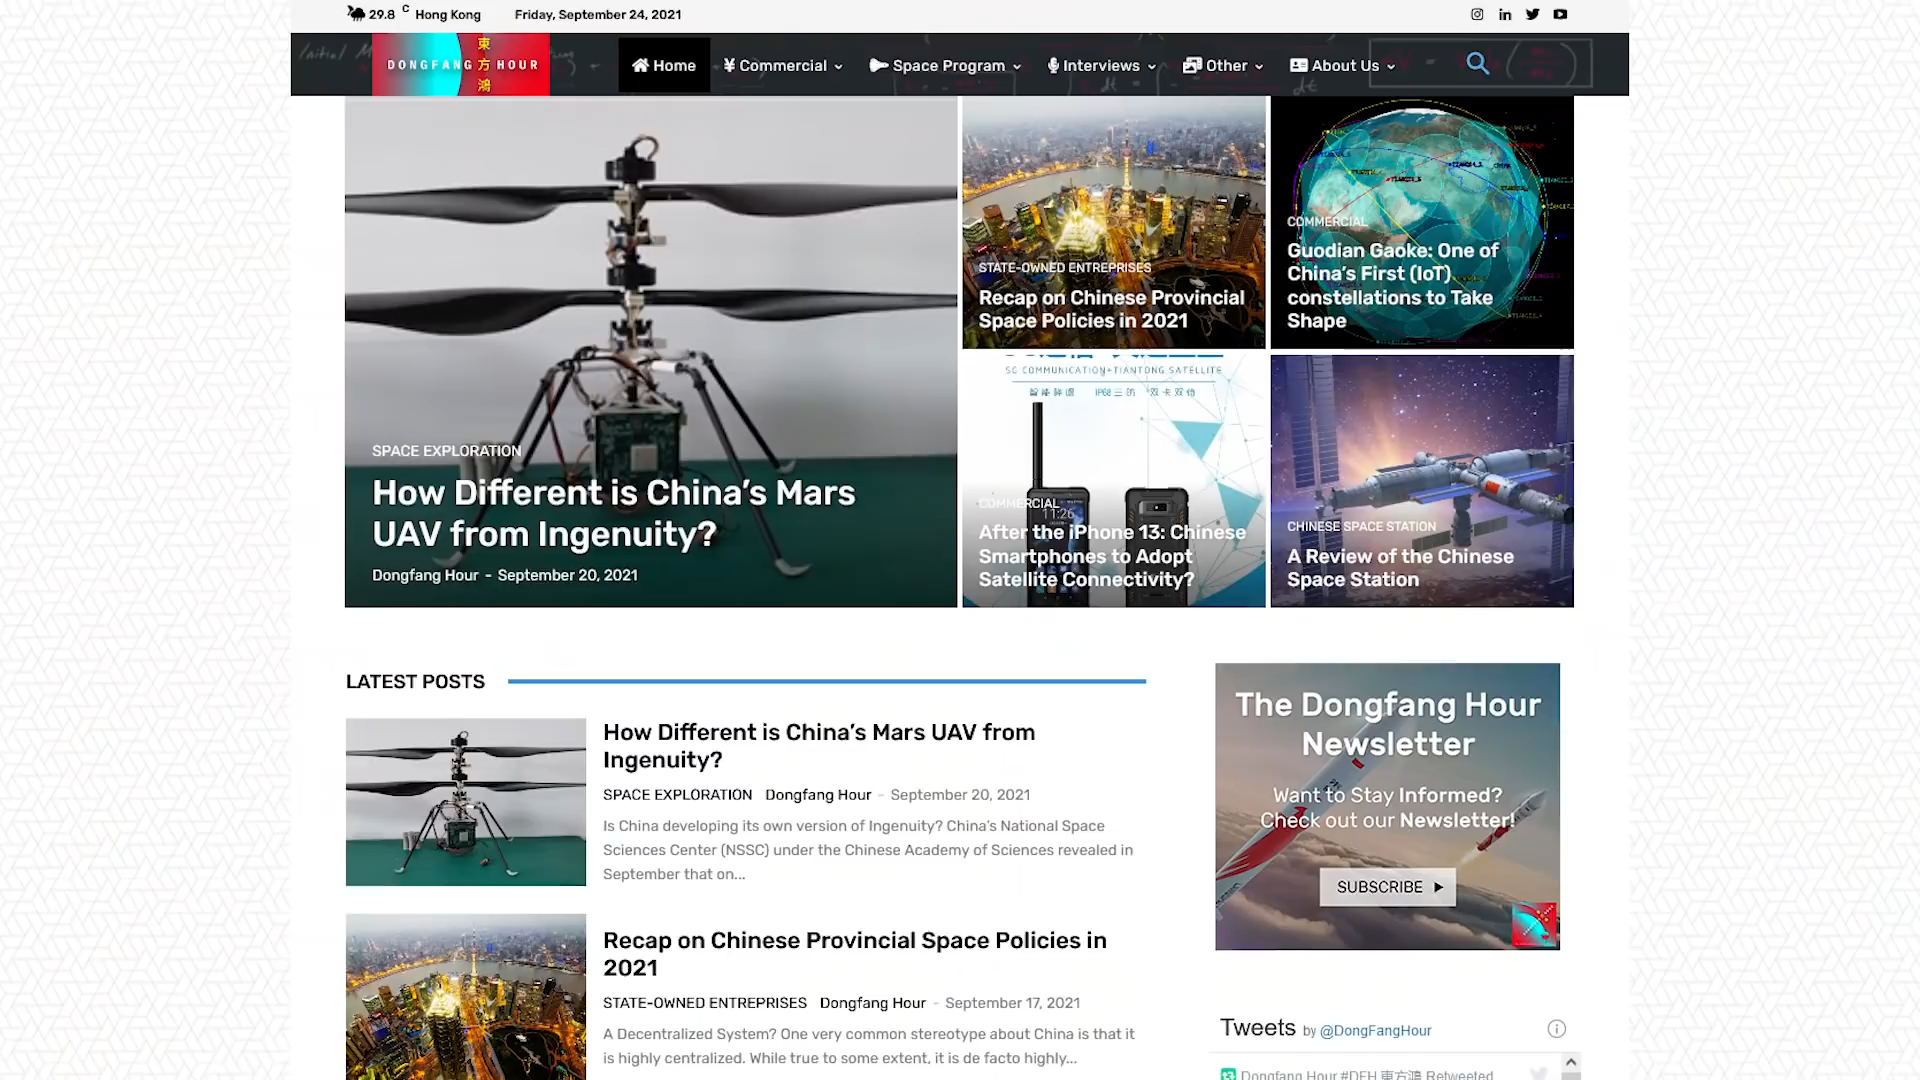 29.8 C Hong Kong Friday, September 24, 2021
DONGFANG HOUR
東方鴻
Home Commercial Space Program Interviews Other About Us
SPACE EXPLORATION
How Different is China’s Mars
UAV from Ingenuity?
Dongfang Hour - September 20, 2021
STATE-OWNED ENTREPRISES
Recap on Chinese Provincial
Space Policies in 2021
COMMERCIAL
Guodian Gaoke: One of
China’s First (IoT)
constellations to Take
Shape
5G COMMUNICATION+TIANTONG SATELLITE
COMMERCIAL
11:26
After the iPhone 13: Chinese
Smartphones to Adopt
Satellite Connectivity?
CHINESE SPACE STATION
A Review of the Chinese
Space Station
LATEST POSTS
How Different is China’s Mars UAV from
Ingenuity?
SPACE EXPLORATION Dongfang Hour - September 20, 2021
Is China developing its own version of Ingenuity? China's National Space
Sciences Center (NSSC) under the Chinese Academy of Sciences revealed in
September that on...
Recap on Chinese Provincial Space Policies in
2021
STATE-OWNED ENTREPRISES Dongfang Hour - September 17, 2021
A Decentralized System? One very common stereotype about China is that it
is highly centralized. While true to some extent, it is de facto highly...
The Dongfang Hour
Newsletter
Want to Stay Informed?
Check out our Newsletter!
SUBSCRIBE
Tweets by @DongFangHour
Dongfang Hour #DFH 東方鴻 Retweeted